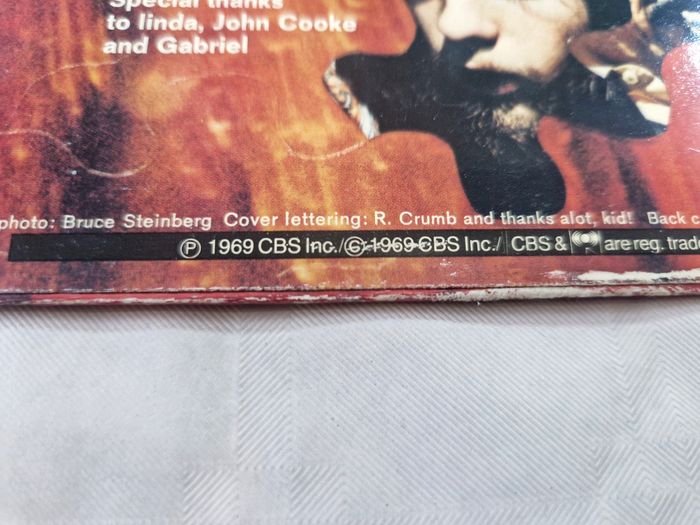 Special thanks
to linda, John Cooke
and Gabriel
photo: Bruce Steinberg Cover lettering: R. Crumb and thanks alot, kid! Back c
℗ 1969 CBS Inc./© 1969 CBS Inc./ CBS & are reg. trade